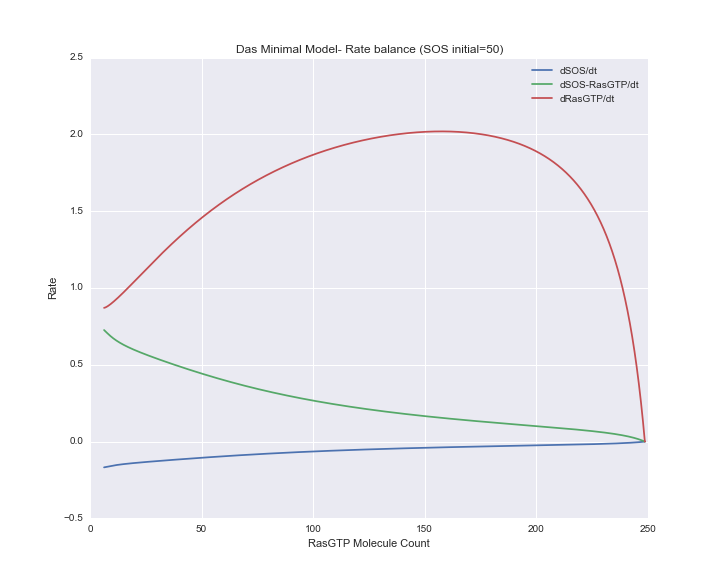 Das Minimal Model- Rate balance (SOS initial=50)
2.5
2.0
1.5
1.0
0.5
0.0
−0.5
Rate
dSOS/dt
dSOS-RasGTP/dt
dRasGTP/dt
0 50 100 150 200 250
RasGTP Molecule Count